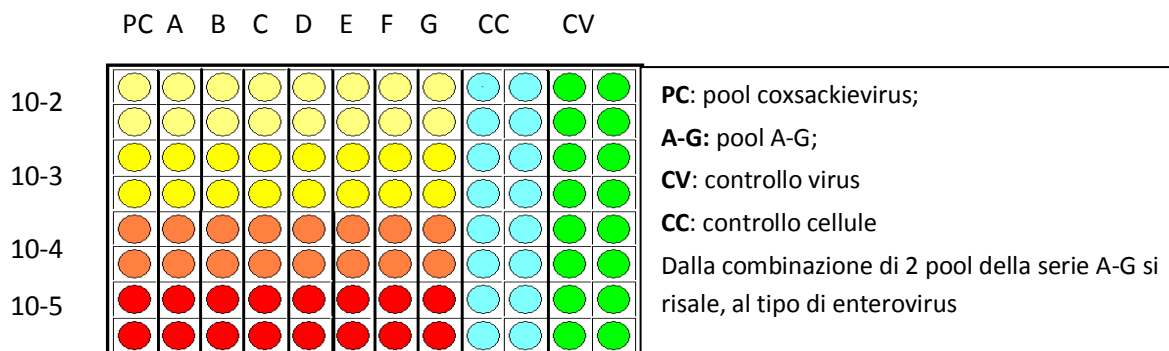 PC A B C D E F G CC CV
10-2
10-3
10-4
10-5
PC: pool coxsackievirus;
A-G: pool A-G;
CV: controllo virus
CC: controllo cellule
Dalla combinazione di 2 pool della serie A-G si
risale, al tipo di enterovirus